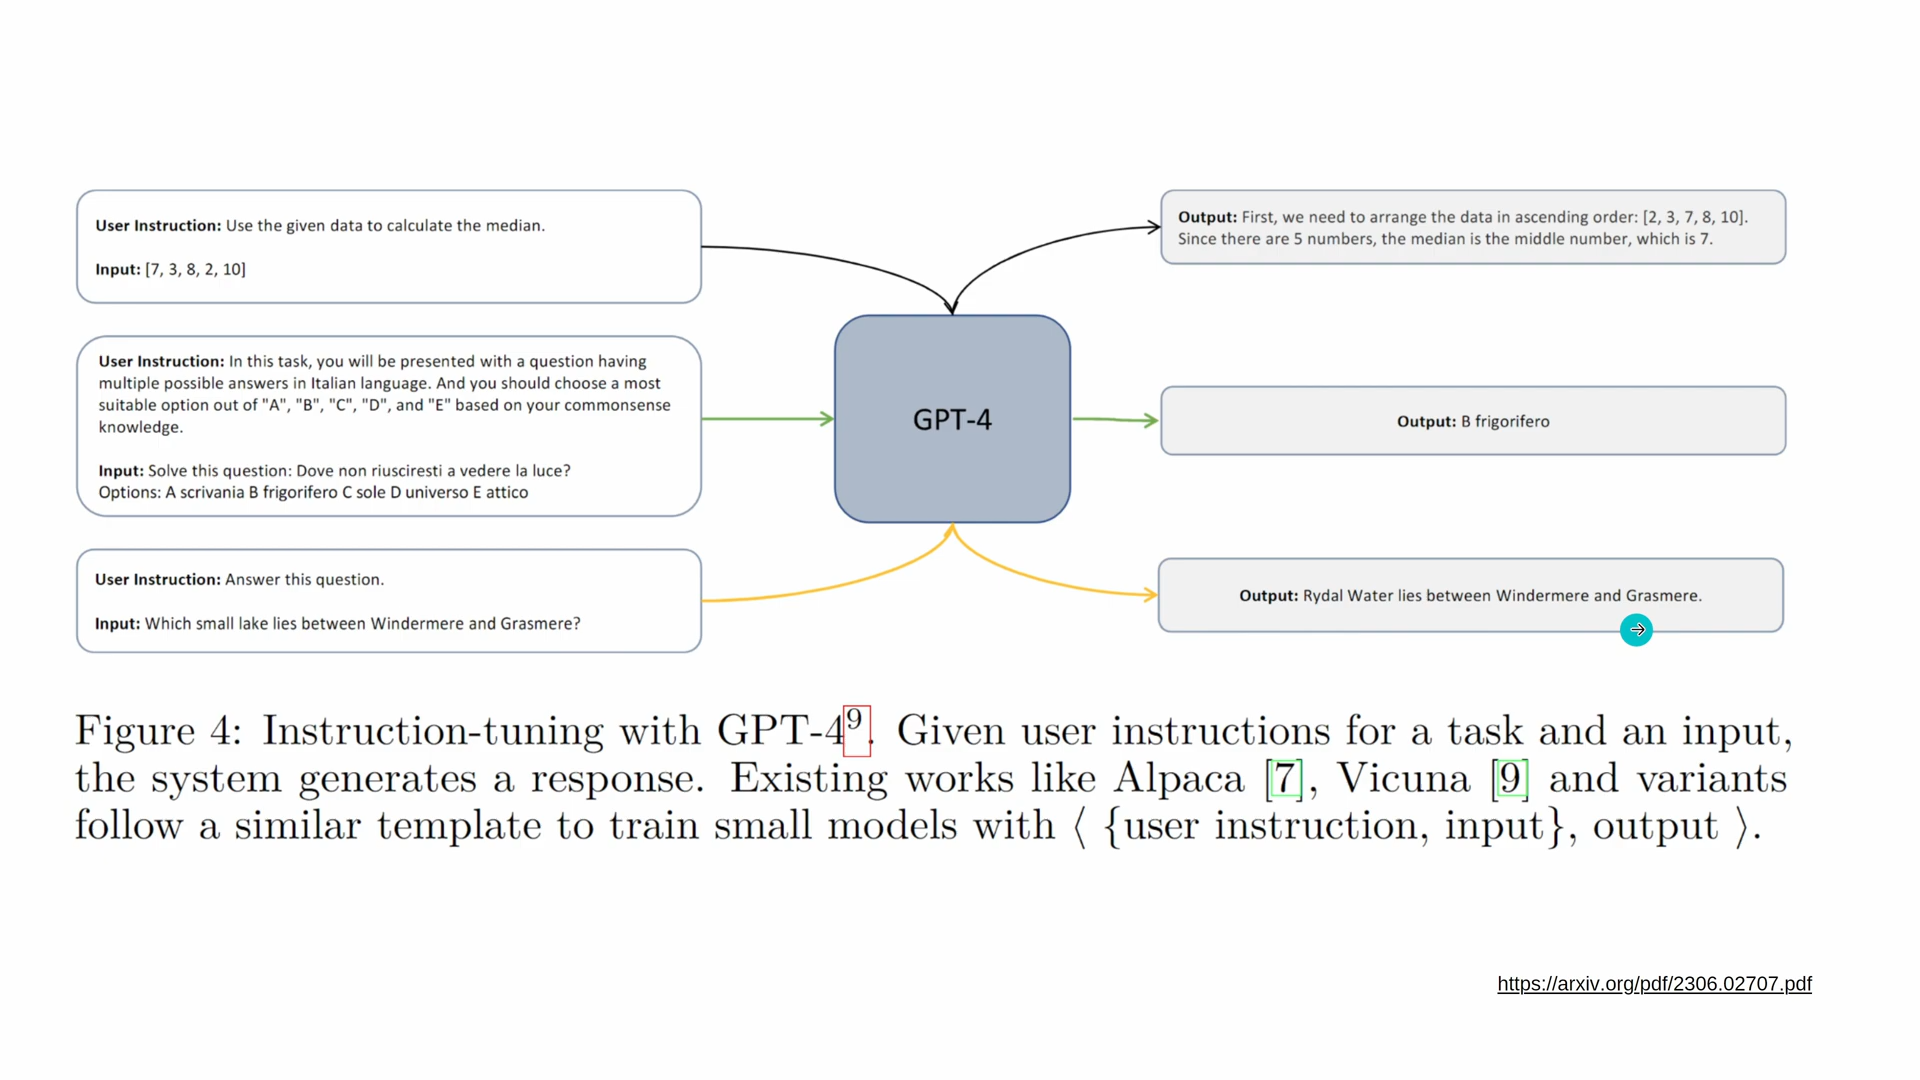 User Instruction: Use the given data to calculate the median.
Input: [7, 3, 8, 2, 10]
User Instruction: In this task, you will be presented with a question having
multiple possible answers in Italian language. And you should choose a most
suitable option out of "A", "B", "C", "D", and "E" based on your commonsense
knowledge.
Input: Solve this question: Dove non riusciresti a vedere la luce?
Options: A scrivania B frigorifero C sole D universo E attico
User Instruction: Answer this question.
Input: Which small lake lies between Windermere and Grasmere?
GPT-4
Output: First, we need to arrange the data in ascending order: [2, 3, 7, 8, 10].
Since there are 5 numbers, the median is the middle number, which is 7.
Output: B frigorifero
Output: Rydal Water lies between Windermere and Grasmere.
Figure 4: Instruction-tuning with GPT-4⁹. Given user instructions for a task and an input,
the system generates a response. Existing works like Alpaca [7], Vicuna [9] and variants
follow a similar template to train small models with ⟨ {user instruction, input}, output ⟩.
https://arxiv.org/pdf/2306.02707.pdf